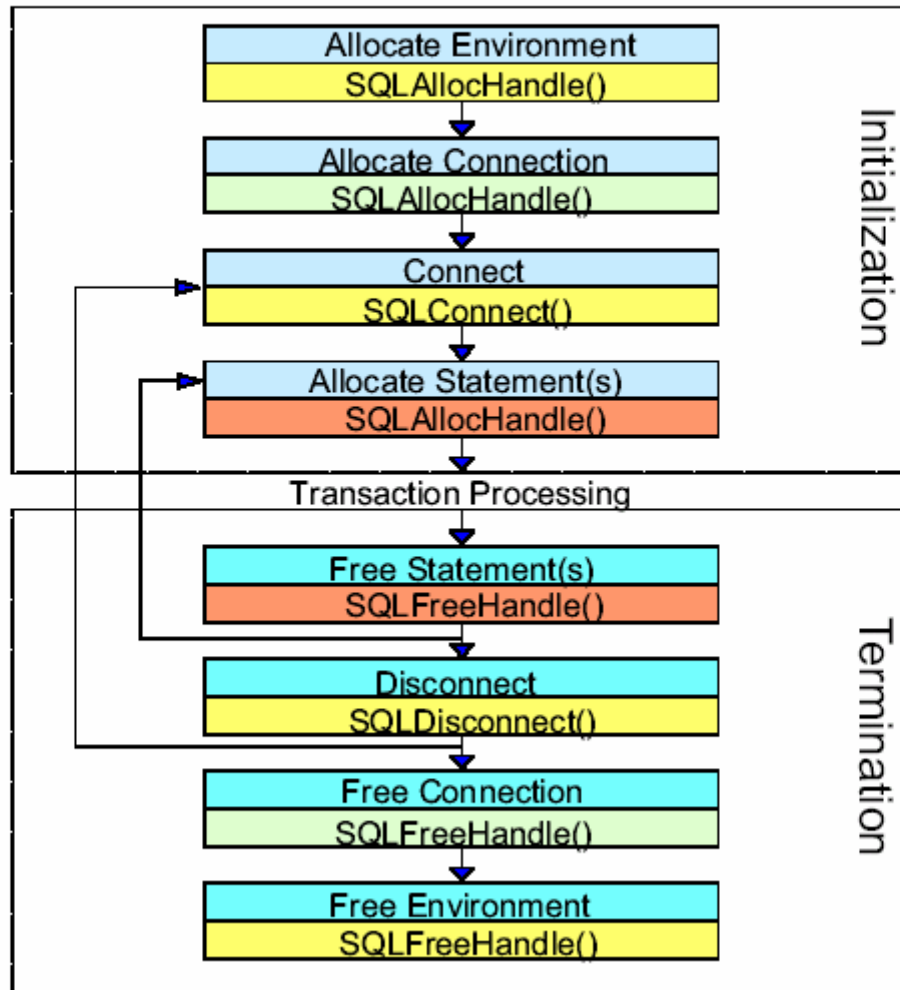 Allocate Environment
SQLAllocHandle()
Allocate Connection
SQLAllocHandle()
Connect
SQLConnect()
Allocate Statement(s)
SQLAllocHandle()
Initialization
Transaction Processing
Free Statement(s)
SQLFreeHandle()
Disconnect
SQLDisconnect()
Free Connection
SQLFreeHandle()
Free Environment
SQLFreeHandle()
Termination